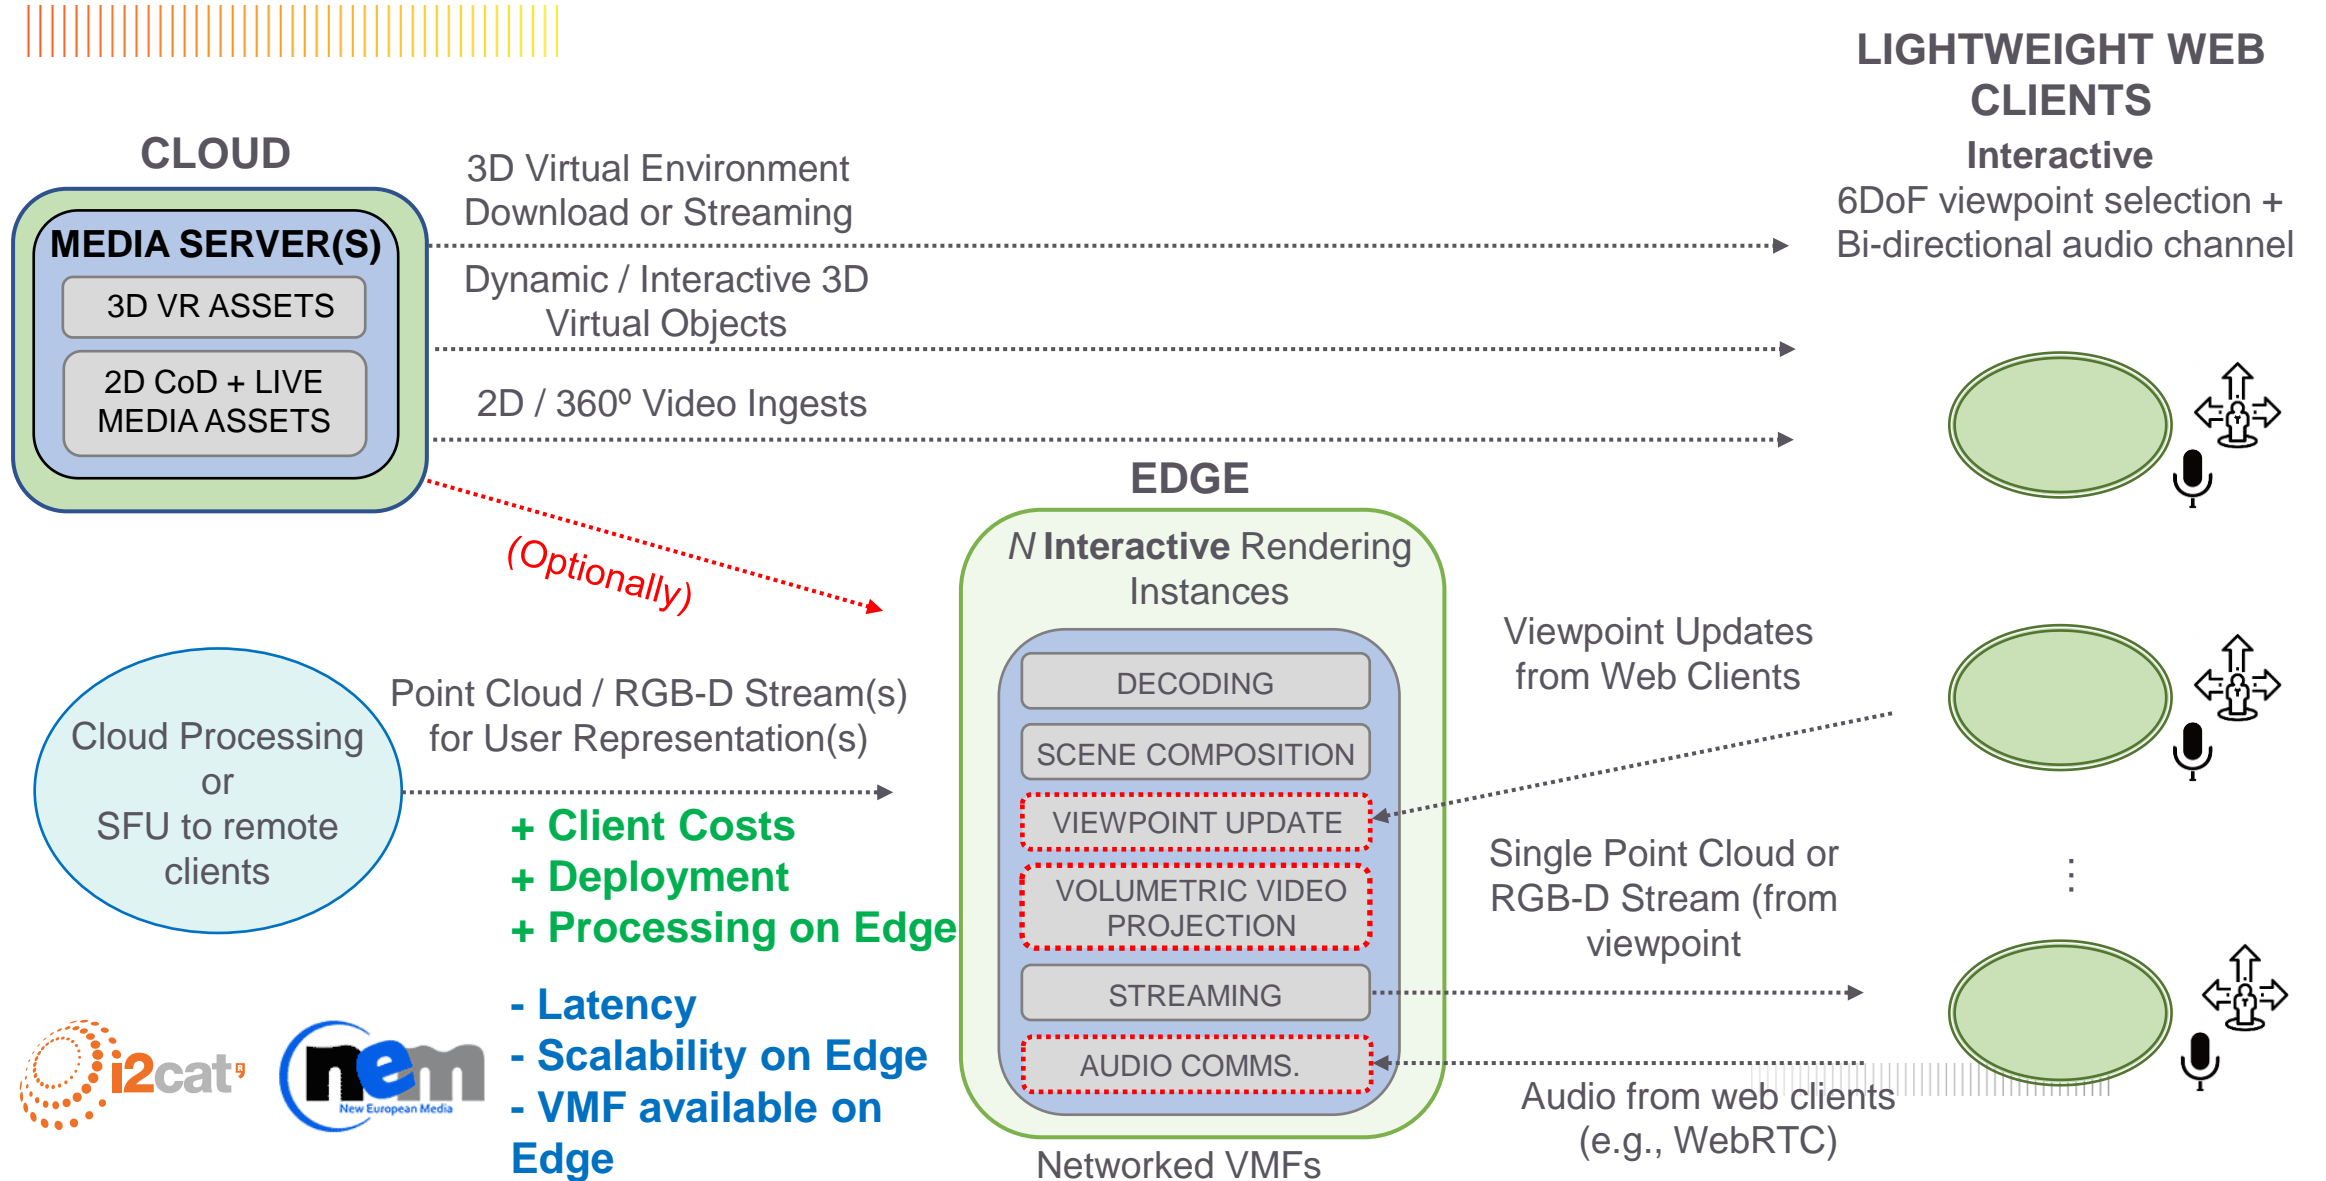 LIGHTWEIGHT WEB
CLIENTS
Interactive
6DoF viewpoint selection +
Bi-directional audio channel
CLOUD
MEDIA SERVER(S)
3D VR ASSETS
2D CoD + LIVE
MEDIA ASSETS
3D Virtual Environment
Download or Streaming
Dynamic / Interactive 3D
Virtual Objects
2D / 360º Video Ingests
(Optionally)
EDGE
N Interactive Rendering
Instances
DECODING
SCENE COMPOSITION
VIEWPOINT UPDATE
VOLUMETRIC VIDEO
PROJECTION
STREAMING
AUDIO COMMS.
Networked VMFs
Cloud Processing
or
SFU to remote
clients
Point Cloud / RGB-D Stream(s)
for User Representation(s)
+ Client Costs
+ Deployment
+ Processing on Edge
- Latency
- Scalability on Edge
- VMF available on
Edge
Viewpoint Updates
from Web Clients
Single Point Cloud or
RGB-D Stream (from
viewpoint
⋮
Audio from web clients
(e.g., WebRTC)
i2cat
nem
New European Media